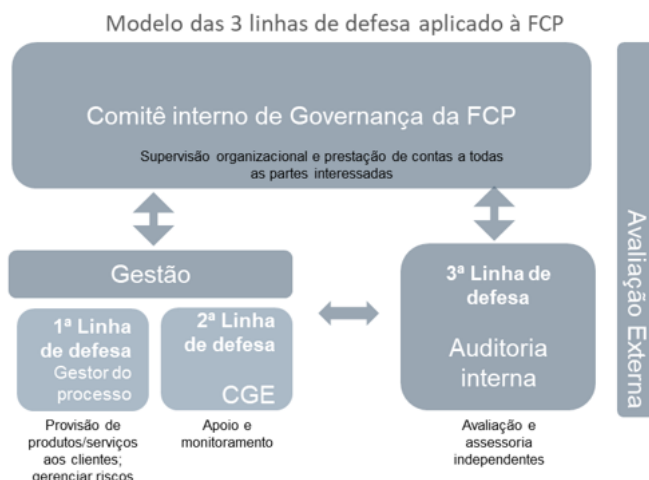 Modelo das 3 linhas de defesa aplicado à FCP
Comitê interno de Governança da FCP
Supervisão organizacional e prestação de contas a todas
as partes interessadas
Gestão
1ª Linha
de defesa
Gestor do
processo
2ª Linha
de defesa
CGE
3ª Linha de
defesa
Auditoria
interna
Provisão de
produtos/serviços
aos clientes;
gerenciar riscos
Apoio e
monitoramento
Avaliação e
assessoria
independentes
Avaliação Externa